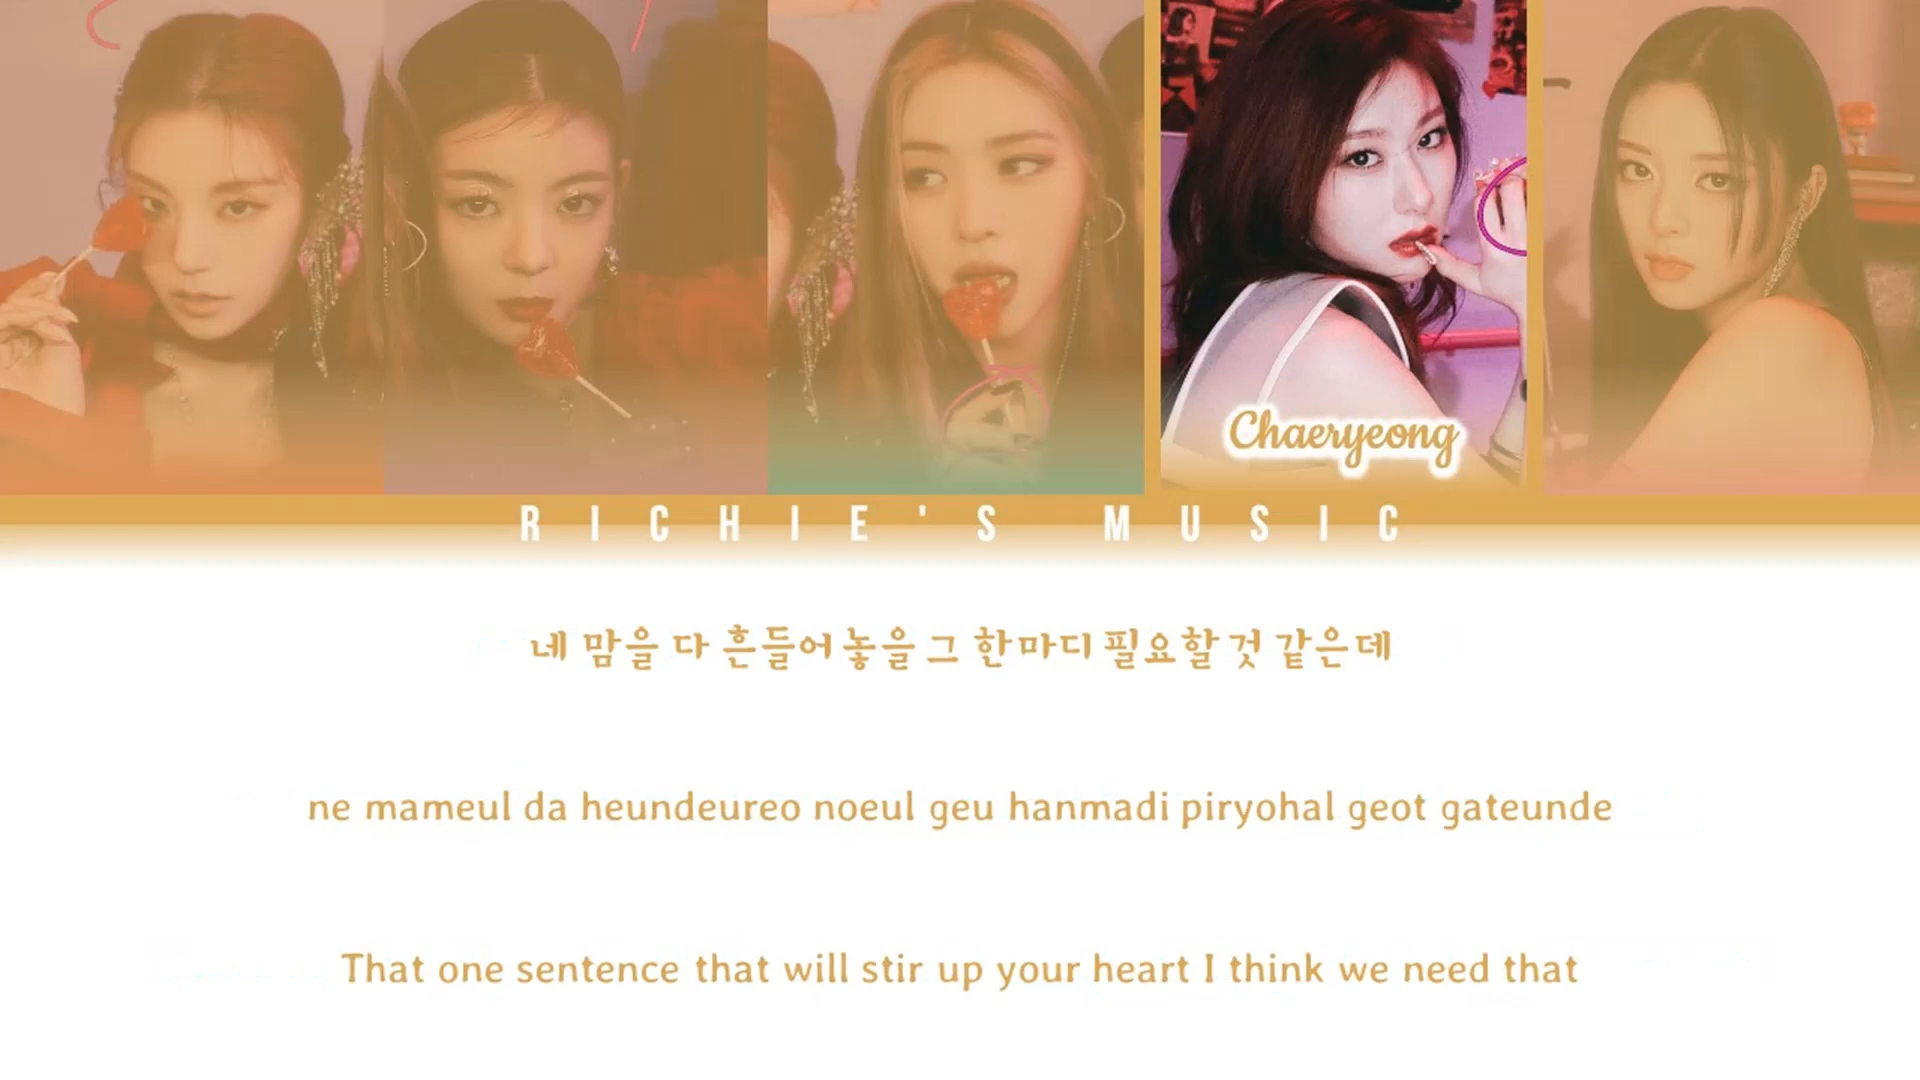 Chaeryeong
RICHIE'S MUSIC
네 맘을 다 흔들어 놓을 그 한마디 필요할 것 같은데
ne mameul da heundeureo noeul geu hanmadi piryohal geot gateunde
That one sentence that will stir up your heart I think we need that